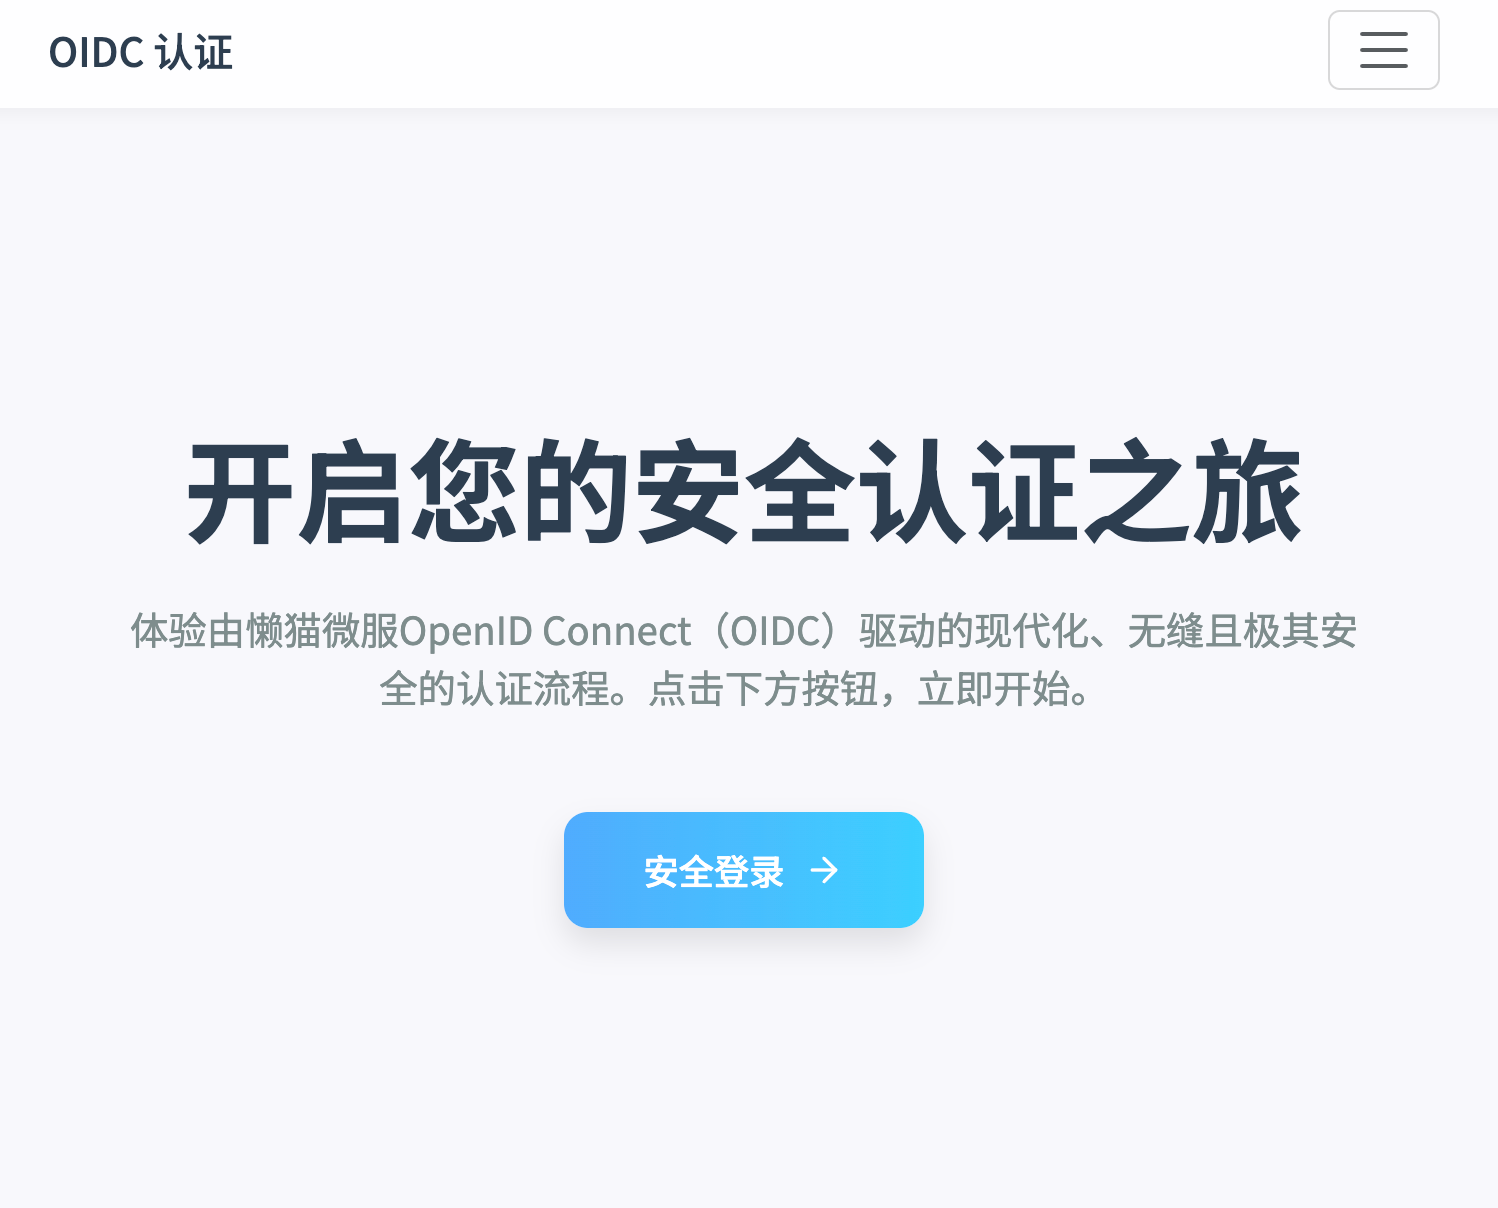 OIDC 认证
开启您的安全认证之旅
体验由懒猫微服OpenID Connect（OIDC）驱动的现代化、无缝且极其安
全的认证流程。点击下方按钮，立即开始。
安全登录 →